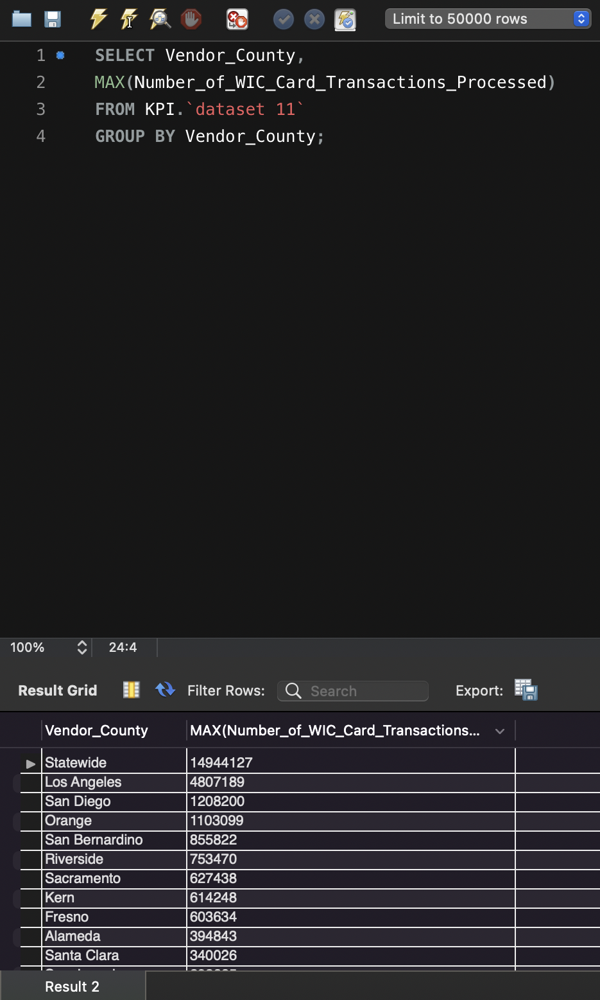 Limit to 50000 rows
1 SELECT Vendor_County,
2 MAX(Number_of_WIC_Card_Transactions_Processed)
3 FROM KPI.`dataset 11`
4 GROUP BY Vendor_County;
100% 24:4
Result Grid Filter Rows: Search Export:
Vendor_County MAX(Number_of_WIC_Card_Transactions...
Statewide 14944127
Los Angeles 4807189
San Diego 1208200
Orange 1103099
San Bernardino 855822
Riverside 753470
Sacramento 627438
Kern 614248
Fresno 603634
Alameda 394843
Santa Clara 340026
Result 2